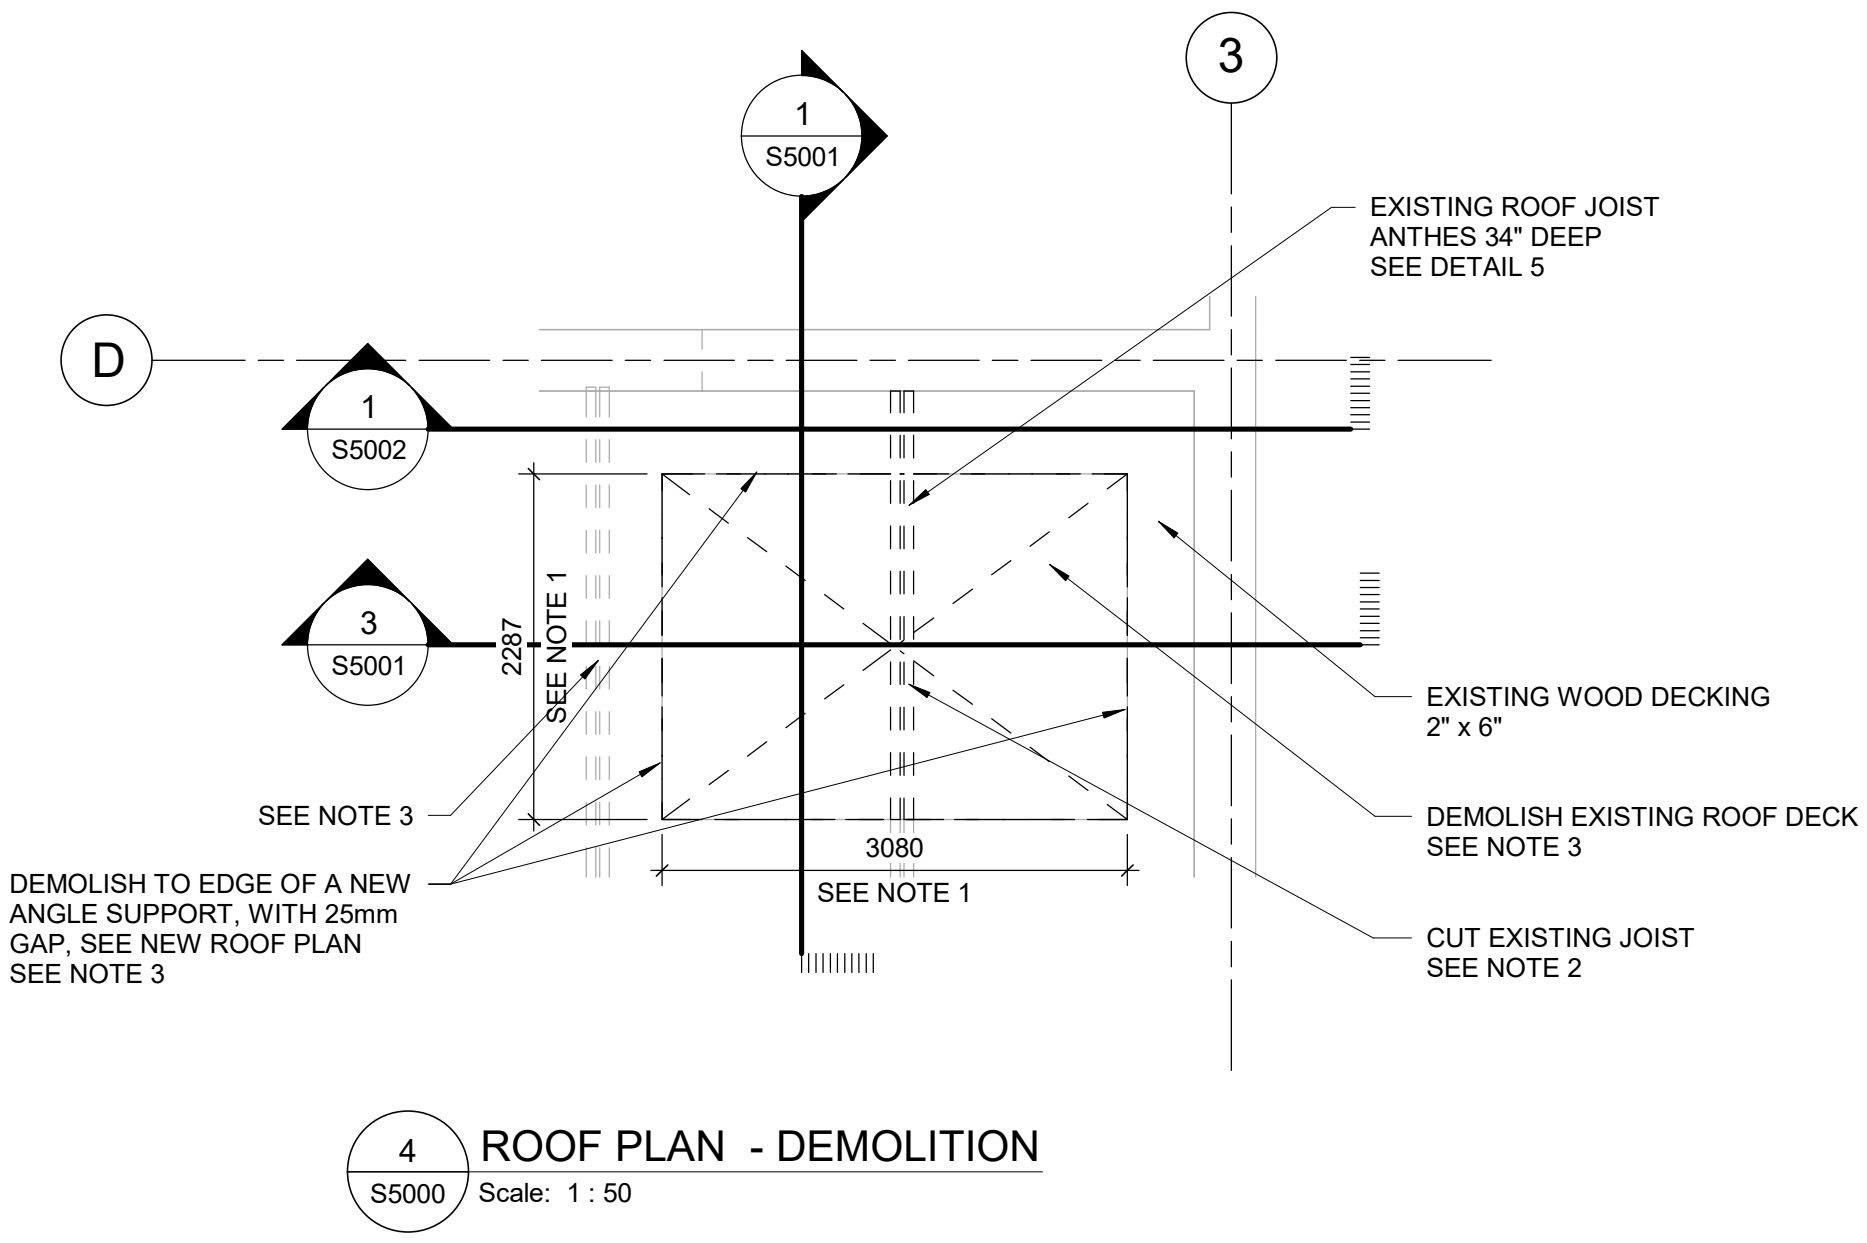 3
1
S5001
EXISTING ROOF JOIST
ANTHES 34" DEEP
SEE DETAIL 5
D
1
S5002
3
S5001
2287
SEE NOTE 1
EXISTING WOOD DECKING
2" x 6"
SEE NOTE 3
DEMOLISH EXISTING ROOF DECK
SEE NOTE 3
3080
SEE NOTE 1
DEMOLISH TO EDGE OF A NEW
ANGLE SUPPORT, WITH 25mm
GAP, SEE NEW ROOF PLAN
SEE NOTE 3
CUT EXISTING JOIST
SEE NOTE 2
4
S5000
ROOF PLAN - DEMOLITION
Scale: 1 : 50